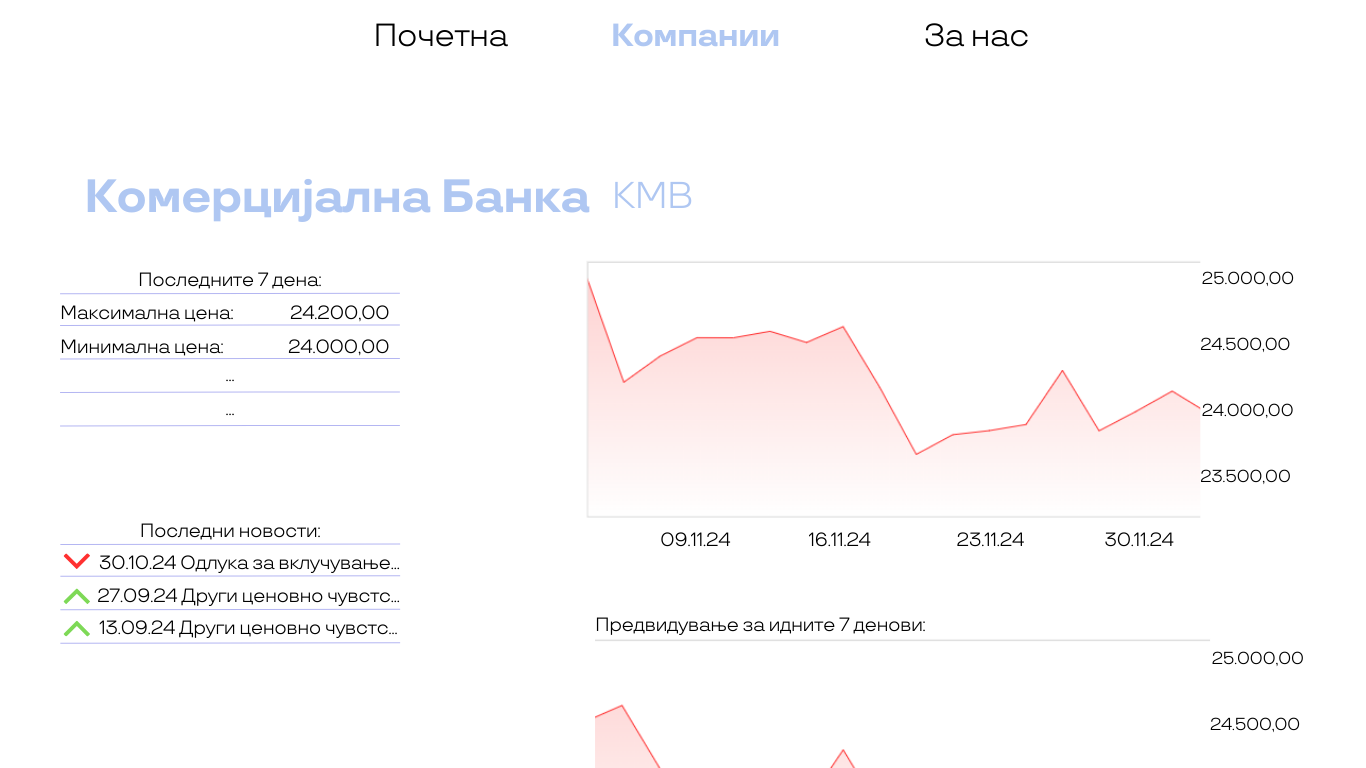 Почетна Компании За нас
Комерцијална Банка КМВ
Последните 7 дена:
Максимална цена: 24.200,00
Минимална цена: 24.000,00
...
...
Последни новости:
30.10.24 Одлука за вклучување...
27.09.24 Други ценовно чувстс...
13.09.24 Други ценовно чувстс...
25.000,00
24.500,00
24.000,00
23.500,00
09.11.24 16.11.24 23.11.24 30.11.24
Предвидување за идните 7 денови:
25.000,00
24.500,00